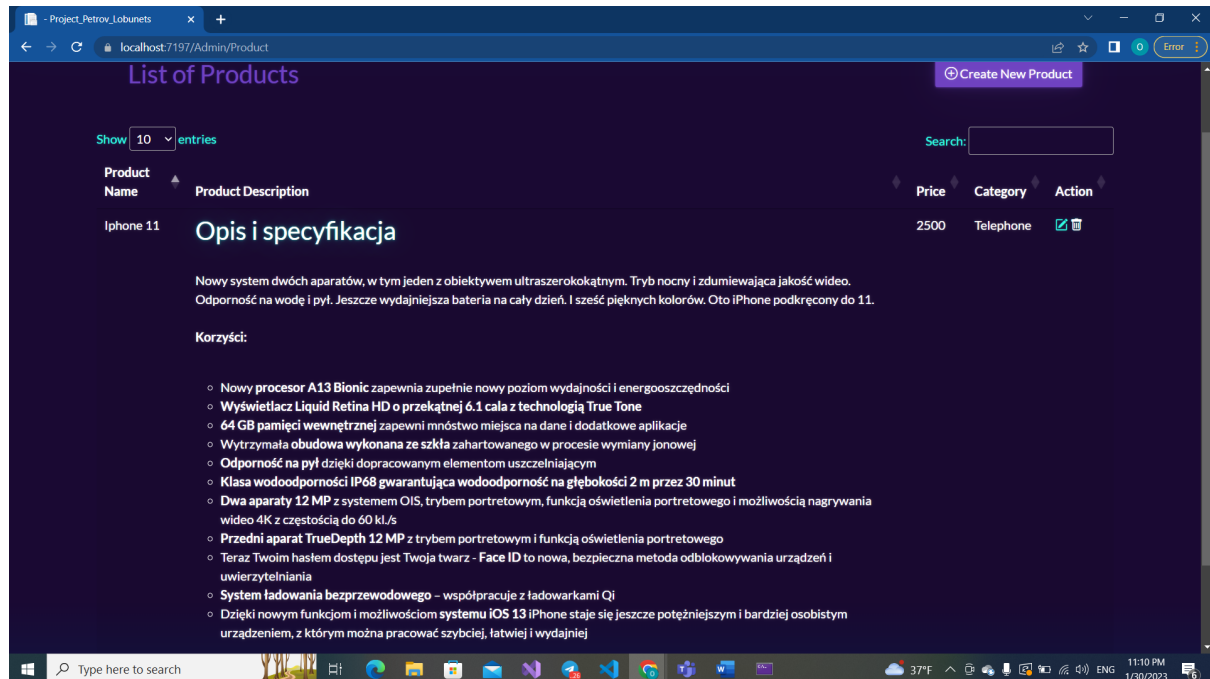 - Project_Petrov_Lobunets
localhost:7197/Admin/Product
O
Error
List of Products
Create New Product
Show 10 entries
Search:
Product
Name
Product Description
Price
Category
Action
Iphone 11
Opis i specyfikacja
2500
Telephone
Nowy system dwóch aparatów, w tym jeden z obiektywem ultraszerokokątnym. Tryb nocny i zdumiewająca jakość wideo.
Odporność na wodę i pył. Jeszcze wydajniejsza bateria na cały dzień. I sześć pięknych kolorów. Oto iPhone podkręcony do 11.
Korzyści:
Nowy procesor A13 Bionic zapewnia zupełnie nowy poziom wydajności i energooszczędności
Wyświetlacz Liquid Retina HD o przekątnej 6.1 cala z technologią True Tone
64 GB pamięci wewnętrznej zapewni mnóstwo miejsca na dane i dodatkowe aplikacje
Wytrzymała obudowa wykonana ze szkła zahartowanego w procesie wymiany jonowej
Odporność na pył dzięki dopracowanym elementom uszczelniającym
Klasa wodoodporności IP68 gwarantująca wodoodporność na głębokości 2 m przez 30 minut
Dwa aparaty 12 MP z systemem OIS, trybem portretowym, funkcją oświetlenia portretowego i możliwością nagrywania
wideo 4K z częstością do 60 kl./s
Przedni aparat TrueDepth 12 MP z trybem portretowym i funkcją oświetlenia portretowego
Teraz Twoim hasłem dostępu jest Twoja twarz - Face ID to nowa, bezpieczna metoda odblokowywania urządzeń i
uwierzytelniania
System ładowania bezprzewodowego – współpracuje z ładowarkami Qi
Dzięki nowym funkcjom i możliwościom systemu iOS 13 iPhone staje się jeszcze potężniejszym i bardziej osobistym
urządzeniem, z którym można pracować szybciej, łatwiej i wydajniej
Type here to search
37°F
ENG
11:10 PM
1/30/2023